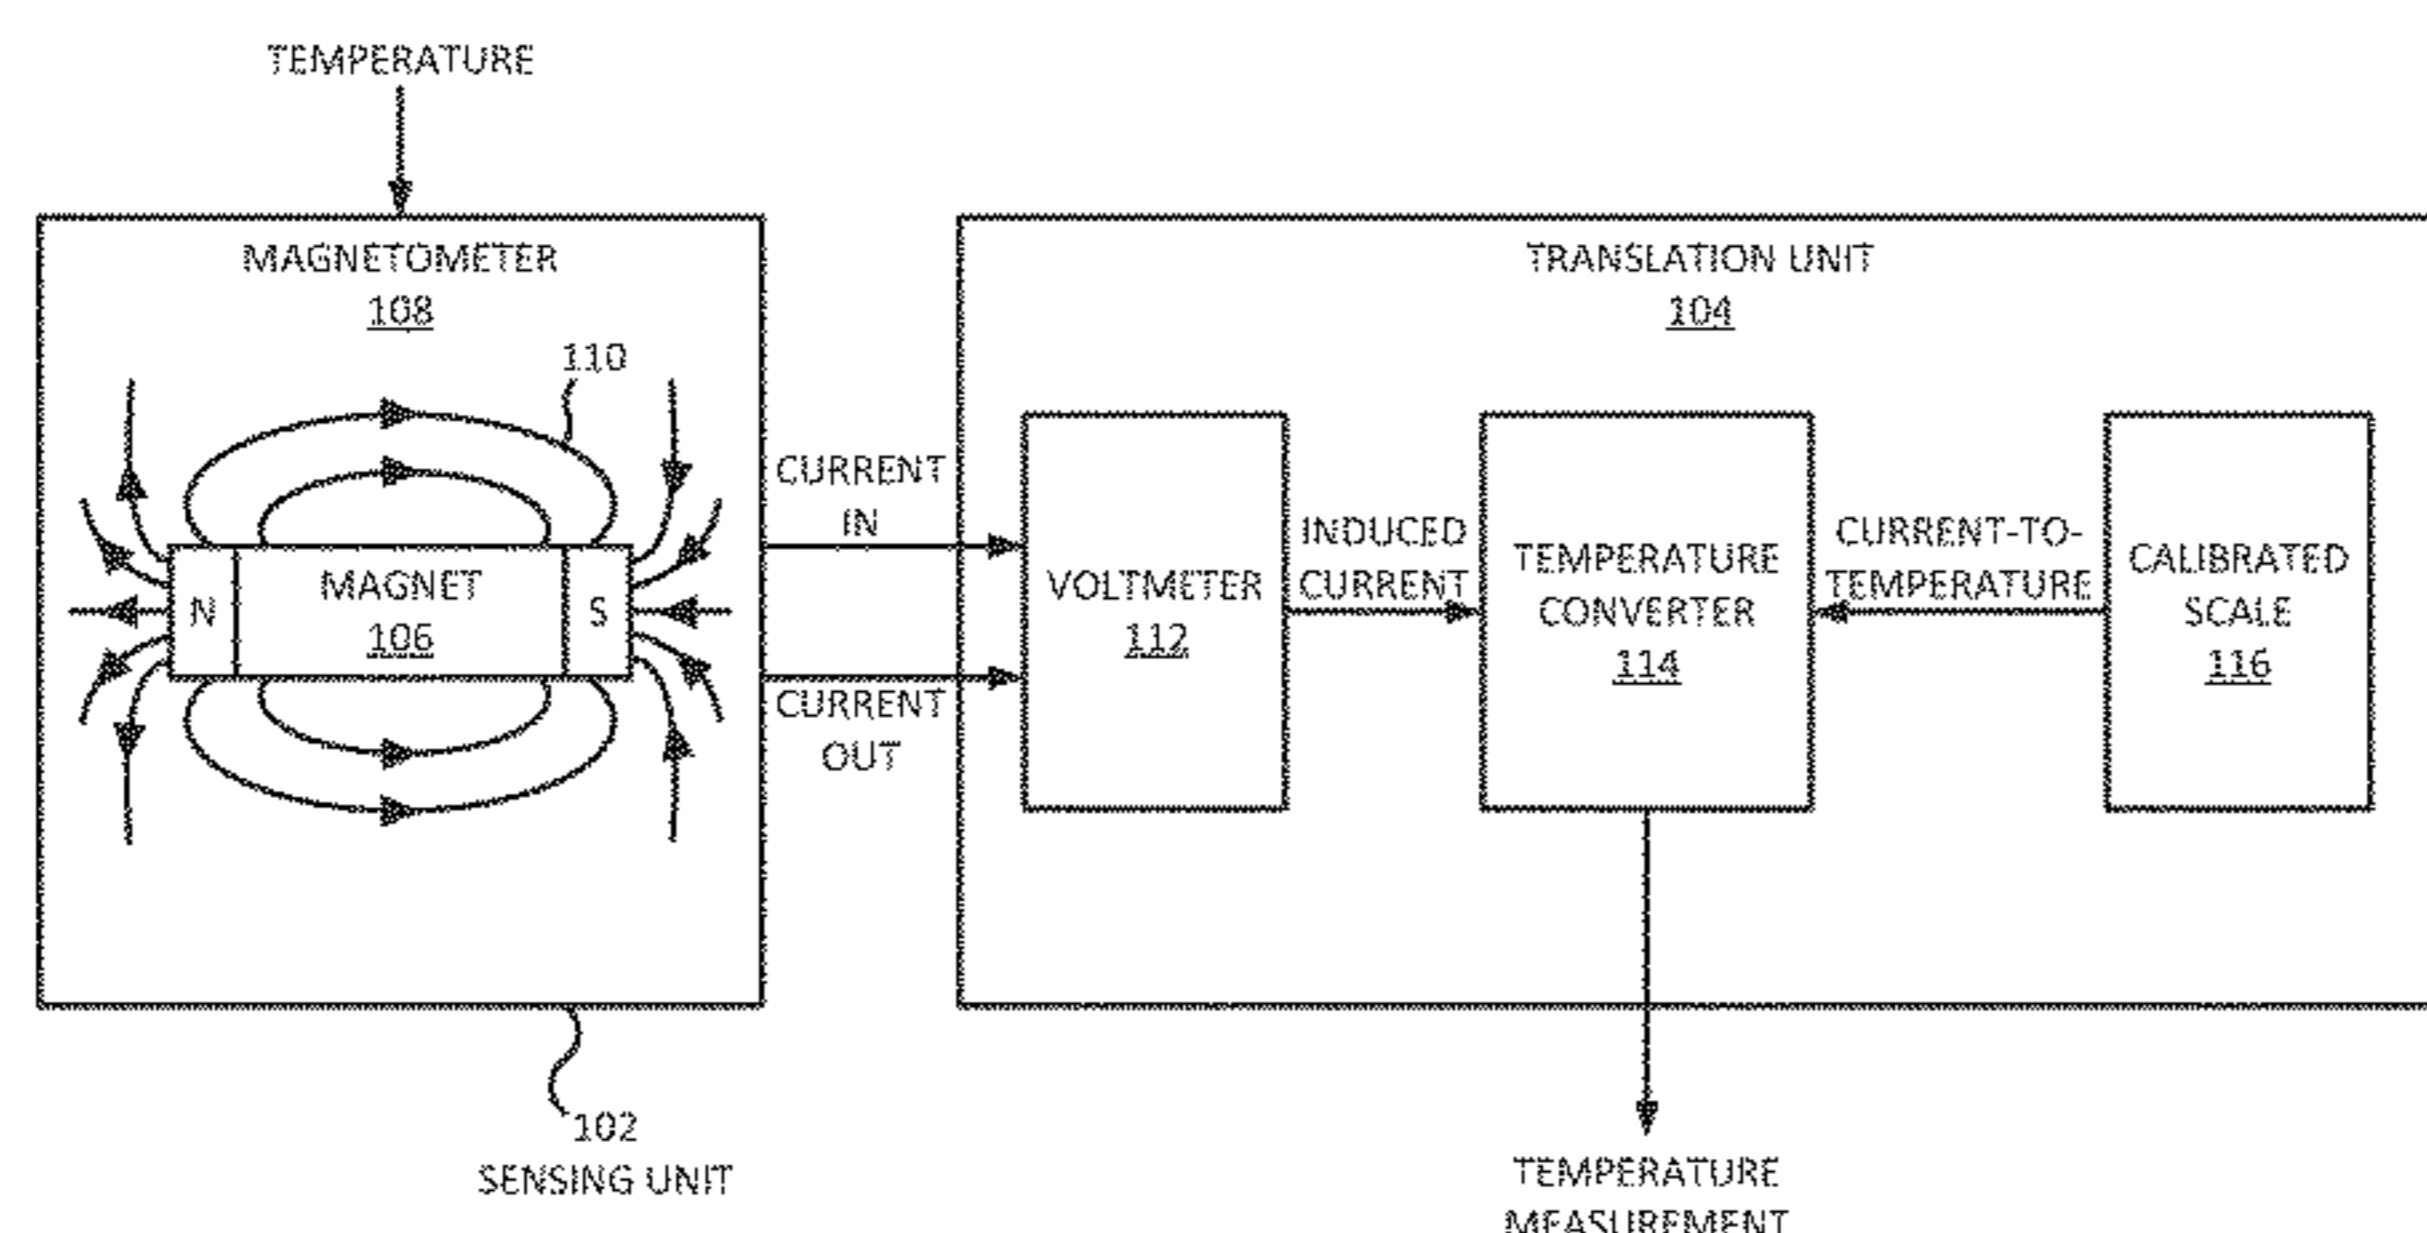 TEMPERATURE
MAGNETOMETER
108
110
N
MAGNET
106
S
CURRENT
IN
CURRENT
OUT
TRANSLATION UNIT
104
VOLTMETER
112
INDUCED
CURRENT
TEMPERATURE
CONVERTER
114
CURRENT-TO-
TEMPERATURE
CALIBRATED
SCALE
116
102
SENSING UNIT
TEMPERATURE
MEASUREMENT